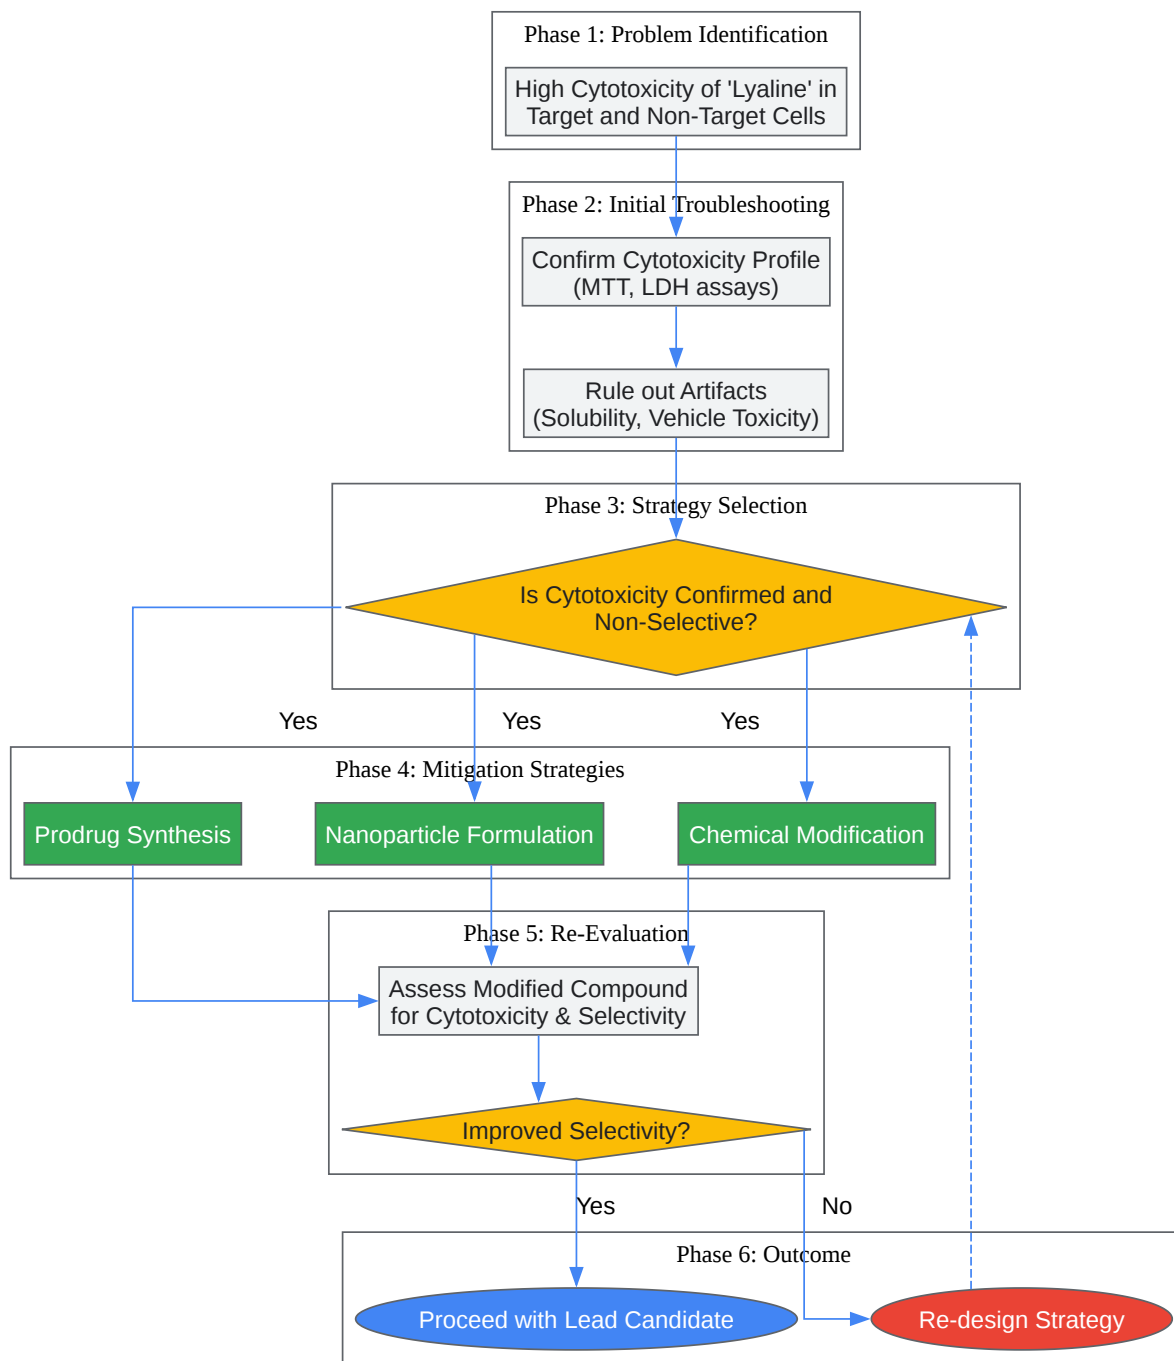 Phase 1: Problem Identification
High Cytotoxicity of 'Lyaline' in
Target and Non-Target Cells
Phase 2: Initial Troubleshooting
Confirm Cytotoxicity Profile
(MTT, LDH assays)
Rule out Artifacts
(Solubility, Vehicle Toxicity)
Phase 3: Strategy Selection
Is Cytotoxicity Confirmed and
Non-Selective?
Yes
Yes
Yes
Phase 4: Mitigation Strategies
Prodrug Synthesis
Nanoparticle Formulation
Chemical Modification
Phase 5: Re-Evaluation
Assess Modified Compound
for Cytotoxicity & Selectivity
Improved Selectivity?
Yes
No
Phase 6: Outcome
Proceed with Lead Candidate
Re-design Strategy